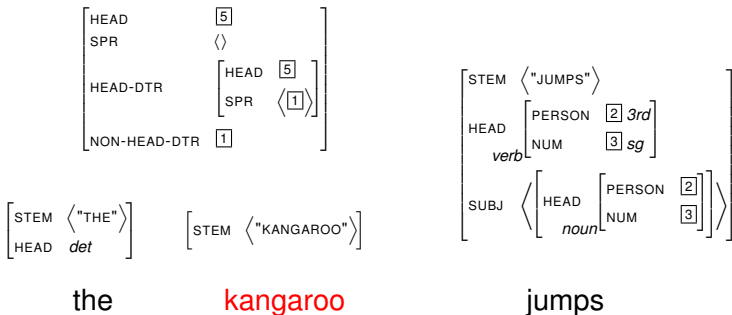 HEAD 5
SPR ⟨⟩
HEAD-DTR
HEAD 5
SPR ⟨1⟩
NON-HEAD-DTR 1
STEM ⟨"JUMPS"⟩
HEAD
PERSON 2 3rd
NUM 3 sg
verb
SUBJ
HEAD
PERSON 2
NUM 3
noun
STEM ⟨"THE"⟩
HEAD det
STEM ⟨"KANGAROO"⟩
the kangaroo jumps